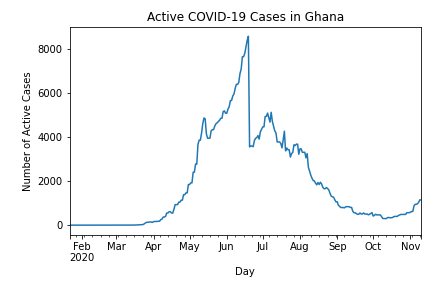 Active COVID-19 Cases in Ghana
Number of Active Cases
8000
6000
4000
2000
0
Feb Mar Apr May Jun Jul Aug Sep Oct Nov
2020
Day